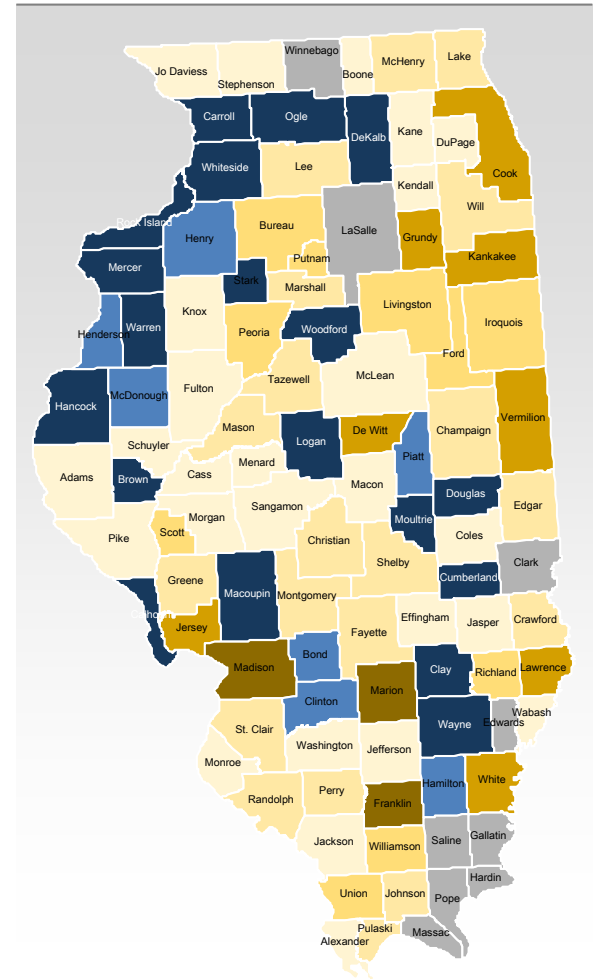 Winnebago
Lake
McHenry
Jo Daviess
Boone
Stephenson
Carroll
Ogle
Kane
DeKalb
DuPage
Whiteside
Lee
Cook
Kendall
Will
Rock Island
Bureau
LaSalle
Henry
Grundy
Kankakee
Putnam
Mercer
Stark
Marshall
Livingston
Knox
Iroquois
Warren
Woodford
Henderson
Peoria
Ford
McLean
Tazewell
Fulton
McDonough
Hancock
Vermilion
Mason
De Witt
Champaign
Logan
Schuyler
Piatt
Menard
Cass
Adams
Brown
Macon
Douglas
Sangamon
Edgar
Morgan
Moultrie
Scott
Coles
Pike
Christian
Shelby
Clark
Cumberland
Greene
Macoupin
Montgomery
Calhoun
Effingham
Jasper
Crawford
Jersey
Fayette
Bond
Madison
Clay
Lawrence
Richland
Marion
Clinton
Wayne
Wabash
Edwards
St. Clair
Washington
Jefferson
Monroe
White
Hamilton
Perry
Randolph
Franklin
Gallatin
Jackson
Saline
Williamson
Hardin
Union
Johnson
Pope
Pulaski
Massac
Alexander